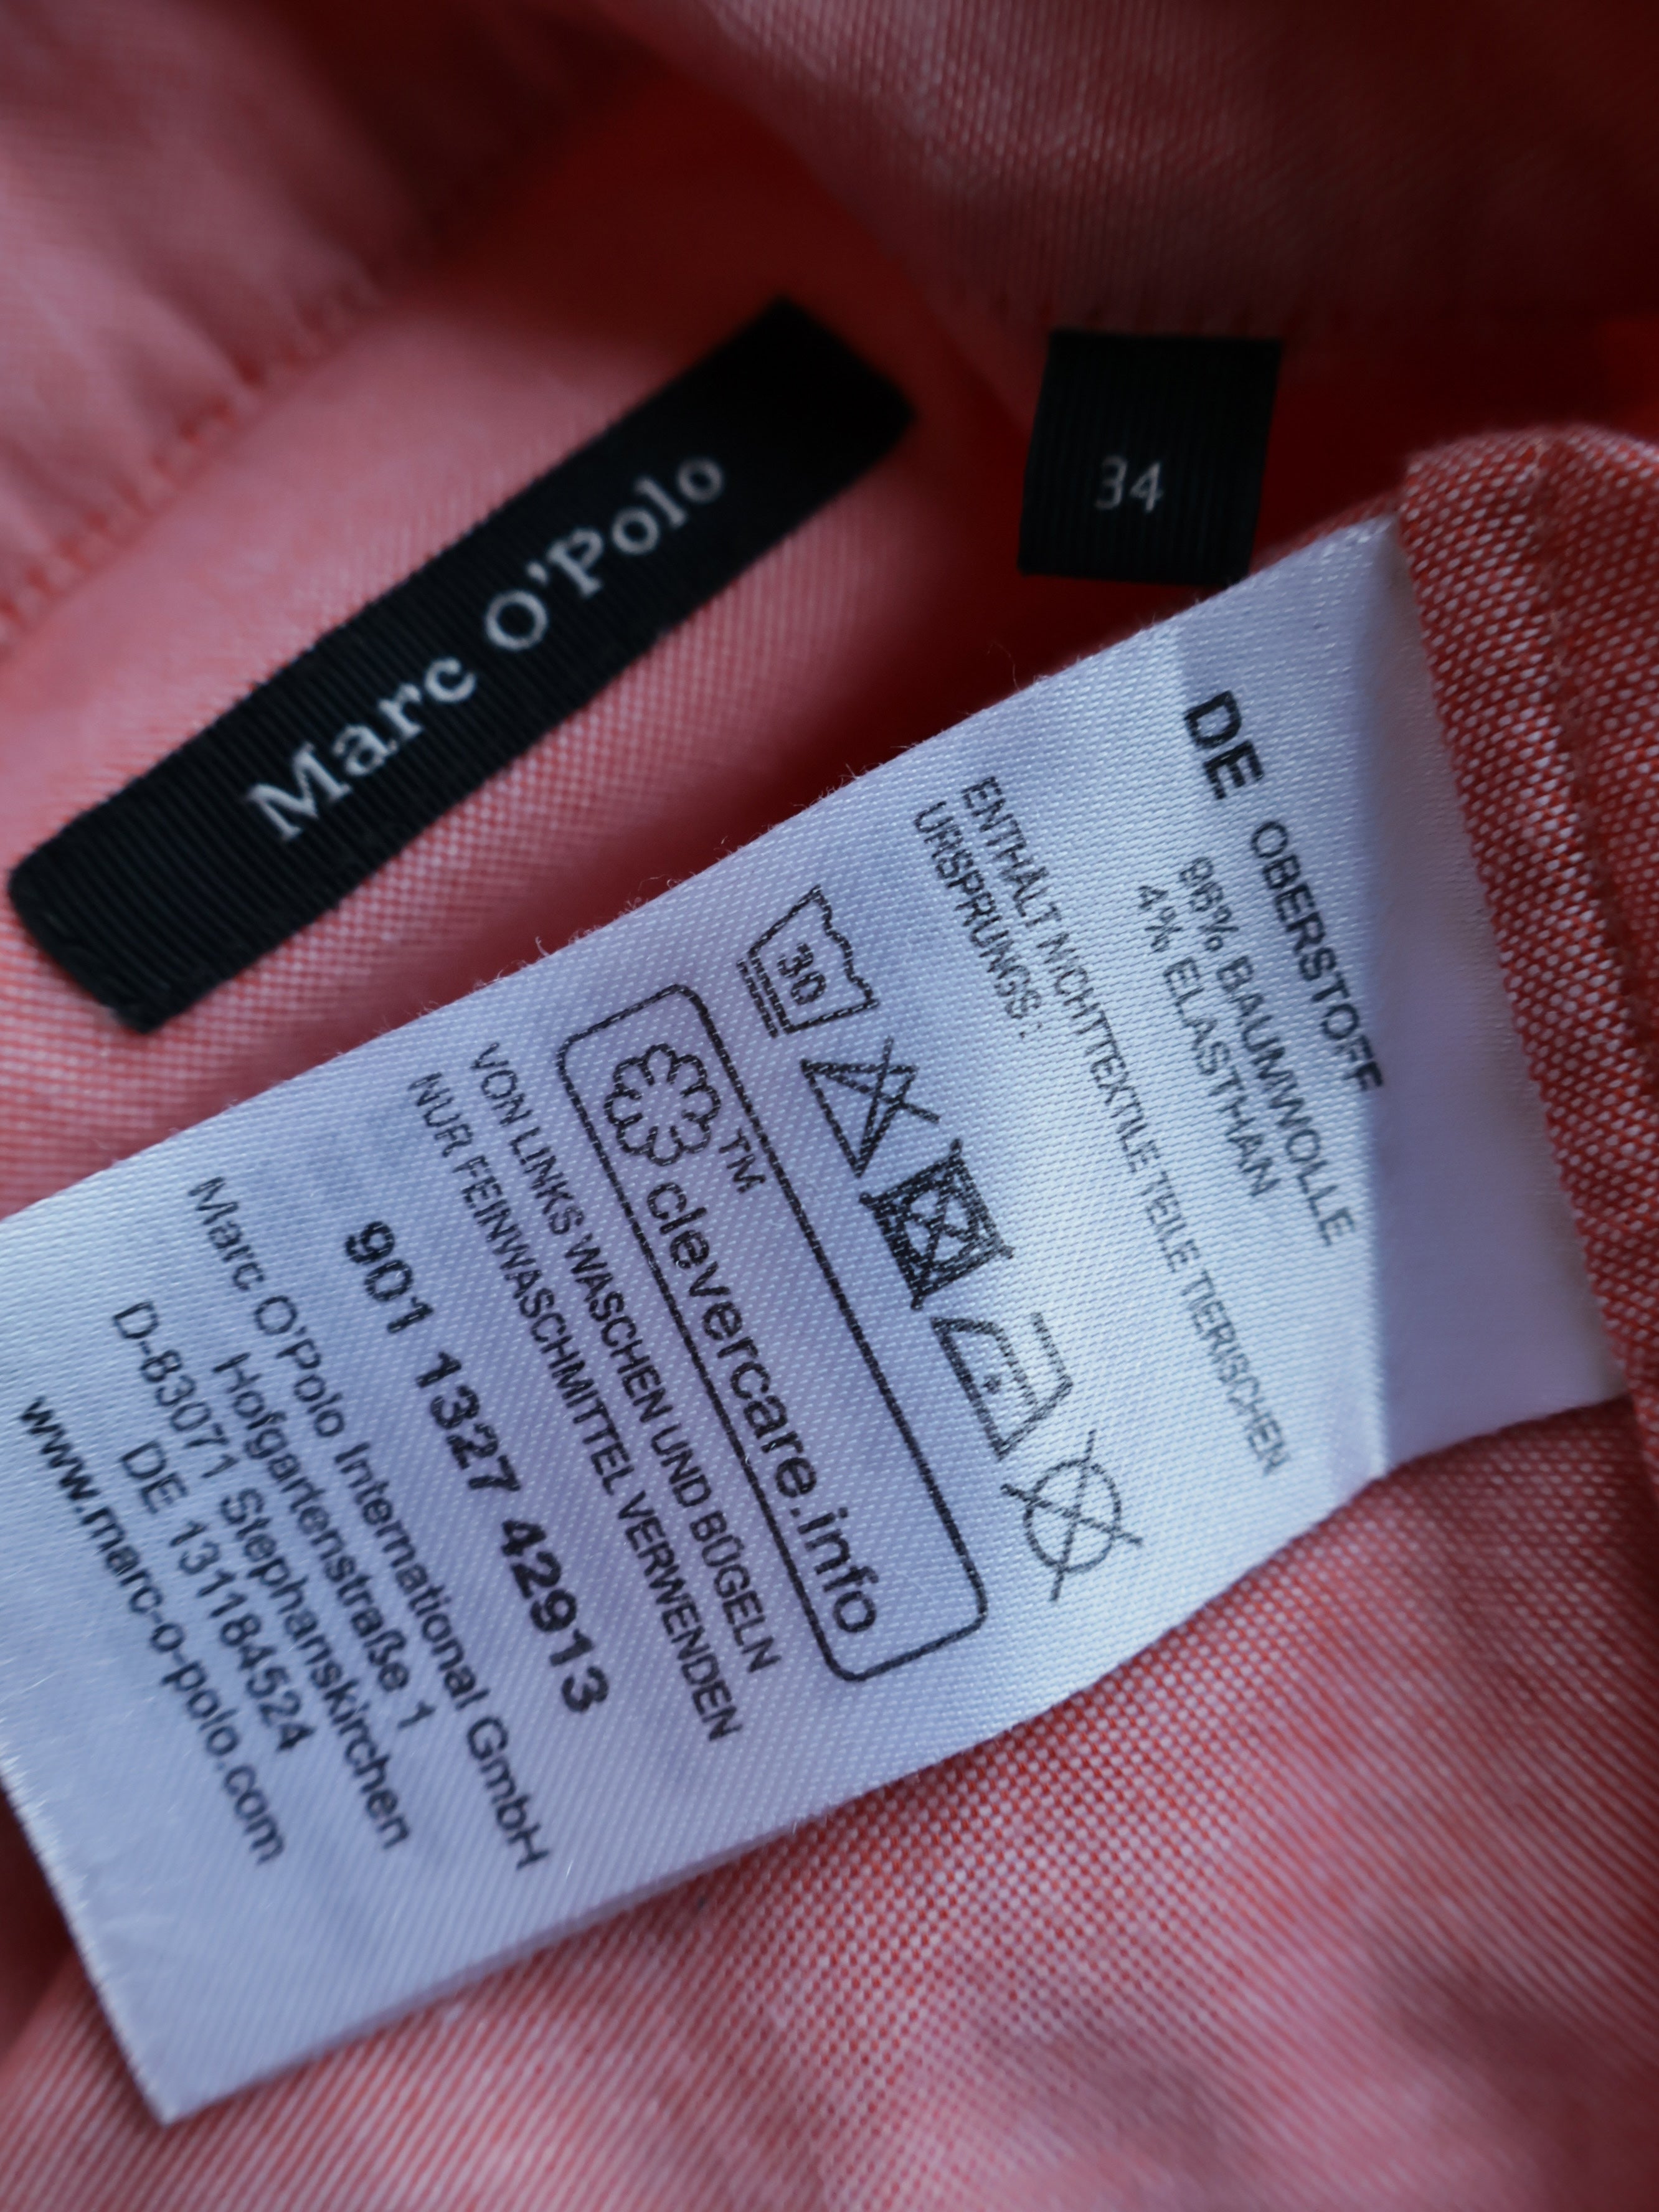 Marc O'Polo
34
DE OBERSTOFF
96% BAUMWOLLE
4% ELASTHAN
ENTHÄLT NICHTTEXTILE TEILE TIERISCHEN
URSPRUNGS:
30
TM
clevercare.info
VON LINKS WASCHEN UND BÜGELN
NUR FEINWASCHMITTEL VERWENDEN
901 1327 42913
Marc O'Polo International GmbH
Hofgartenstraße 1
D-83071 Stephanskirchen
DE 131184524
www.marc-o-polo.com